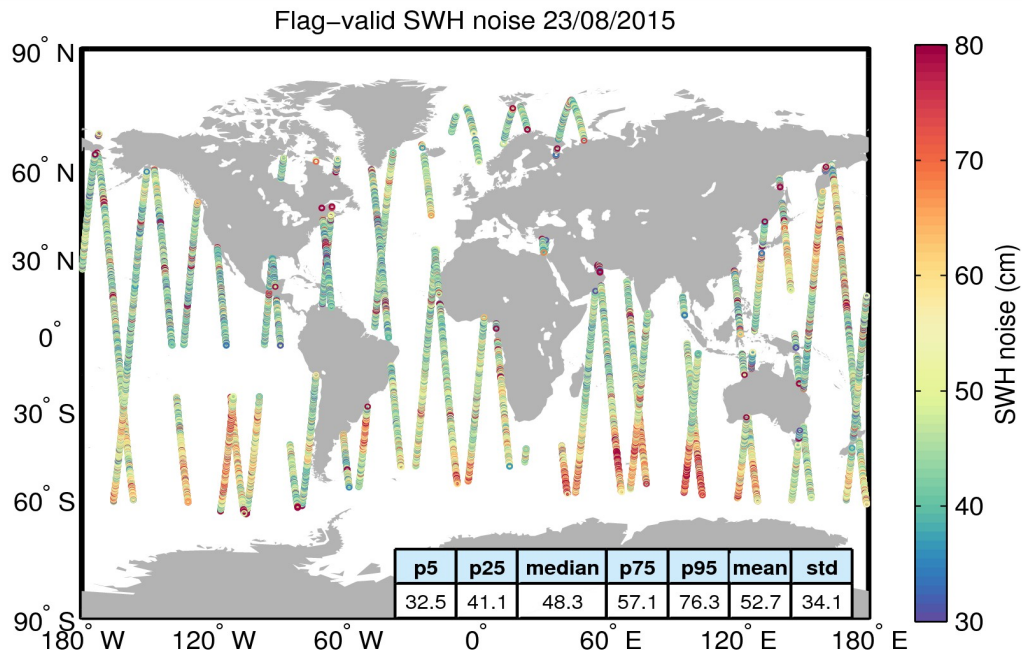 Flag−valid SWH noise 23/08/2015
90° N
60° N
30° N
0°
30° S
60° S
90° S
180° W 120° W 60° W 0° 60° E 120° E 180° E
p5 p25 median p75 p95 mean std
32.5 41.1 48.3 57.1 76.3 52.7 34.1
80
70
60
50
40
30
SWH noise (cm)